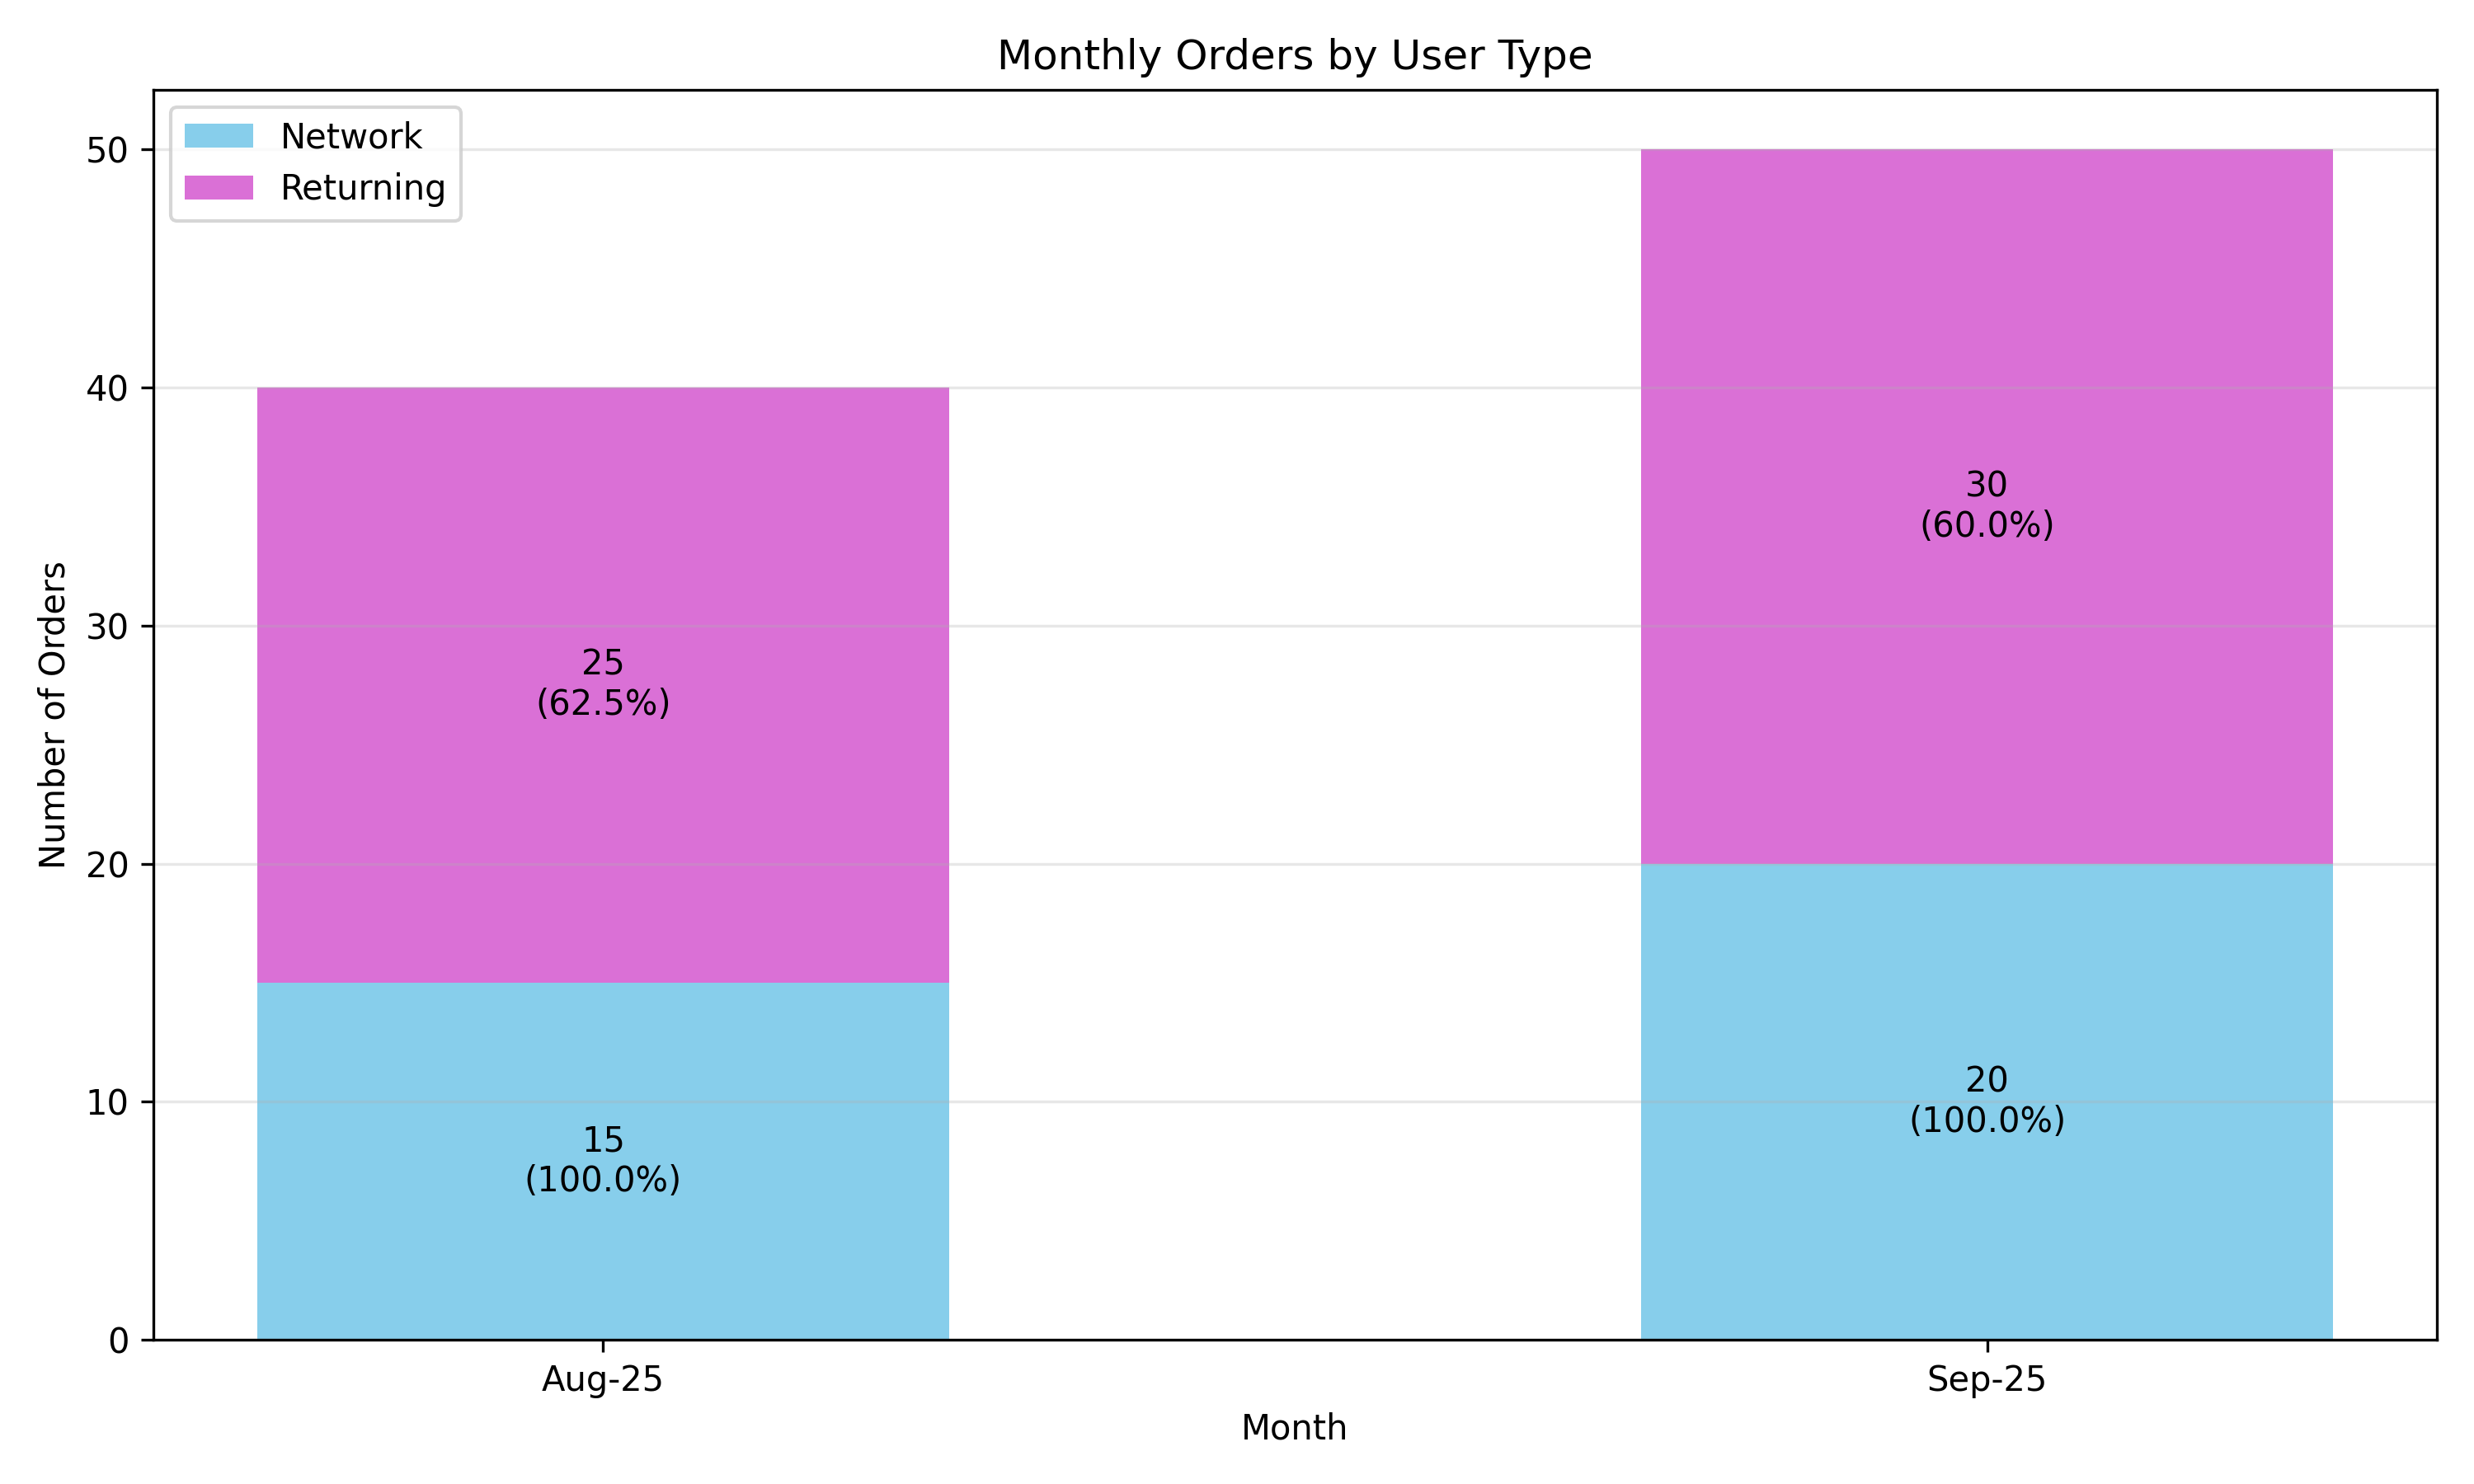 Monthly Orders by User Type
Network
Returning
Number of Orders
50
40
30
20
10
0
25
(62.5%)
15
(100.0%)
30
(60.0%)
20
(100.0%)
Aug-25
Sep-25
Month